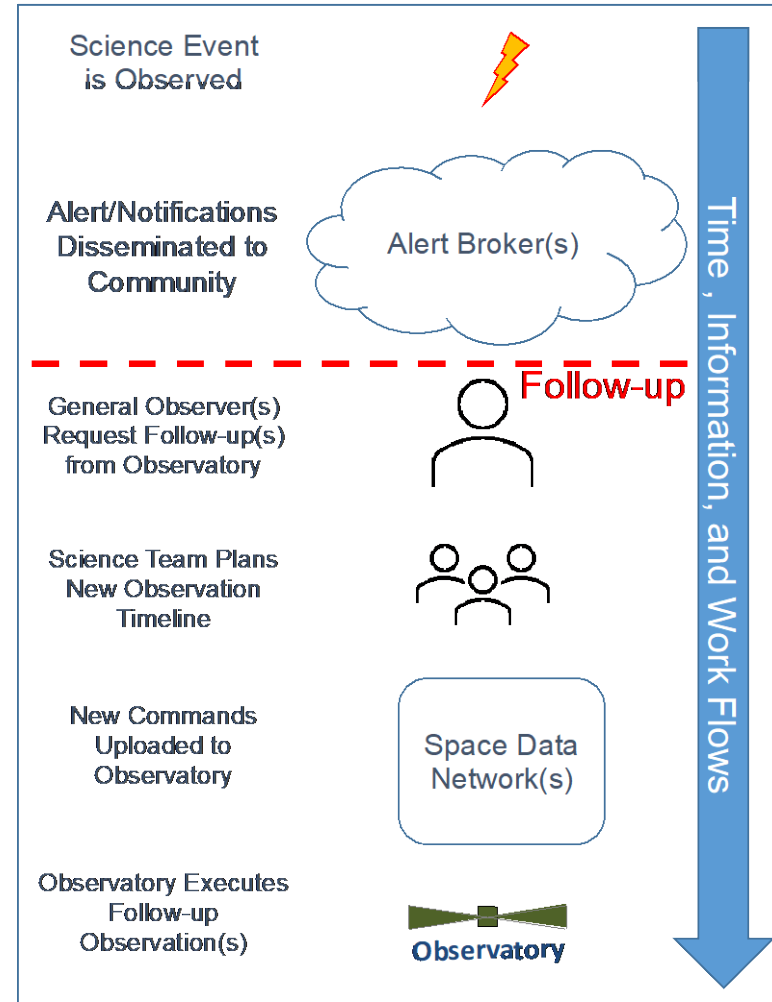 Science Event
is Observed
Alert/Notifications
Disseminated to
Community
Alert Broker(s)
Follow-up
General Observer(s)
Request Follow-up(s)
from Observatory
Science Team Plans
New Observation
Timeline
New Commands
Uploaded to
Observatory
Space Data
Network(s)
Observatory Executes
Follow-up
Observation(s)
Observatory
Time , Information, and Work Flows